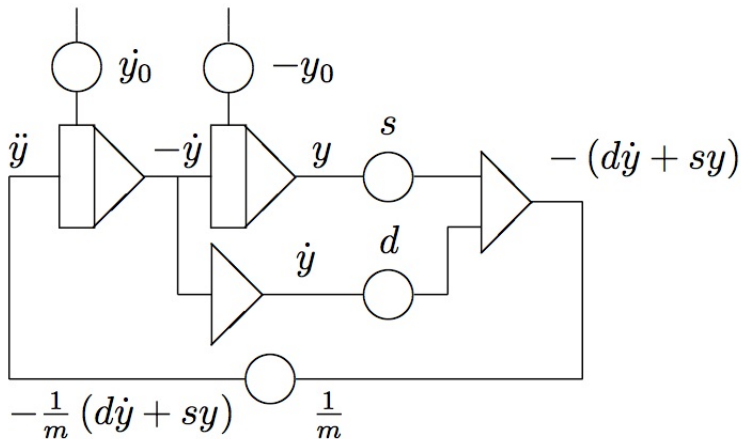 ẏ₀
−y₀
ÿ
−ẏ
y
s
− (dẏ + sy)
ẏ
d
−1/m (dẏ + sy)
1/m